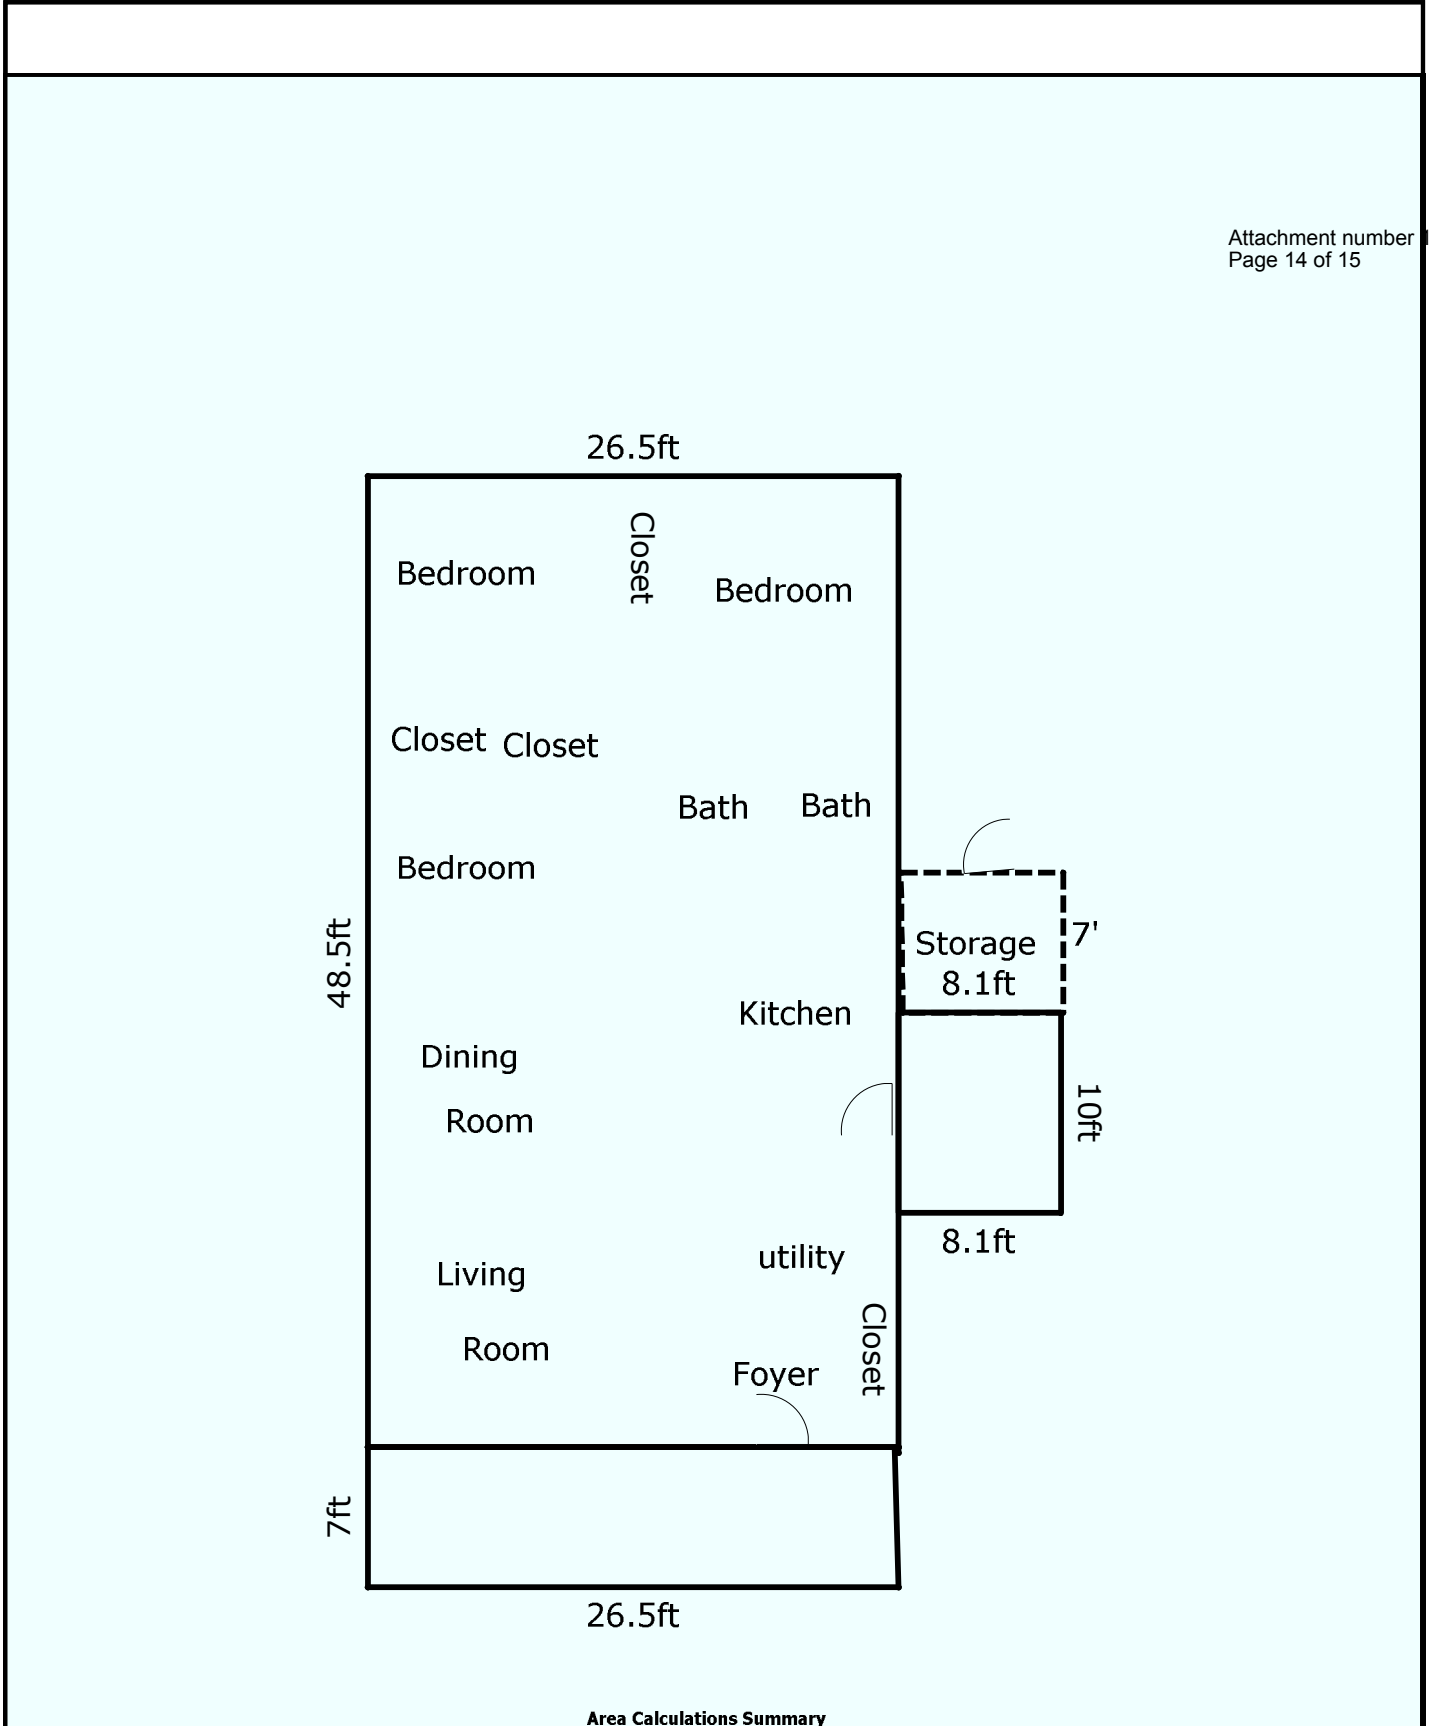 Attachment number 1
Page 14 of 15
26.5ft
Closet
Bedroom
Bedroom
Closet Closet
Bath Bath
Bedroom
48.5ft
Storage
7'
8.1ft
Kitchen
Dining
Room
10ft
8.1ft
utility
Living
Closet
Room
Foyer
7ft
26.5ft
Area Calculations Summary